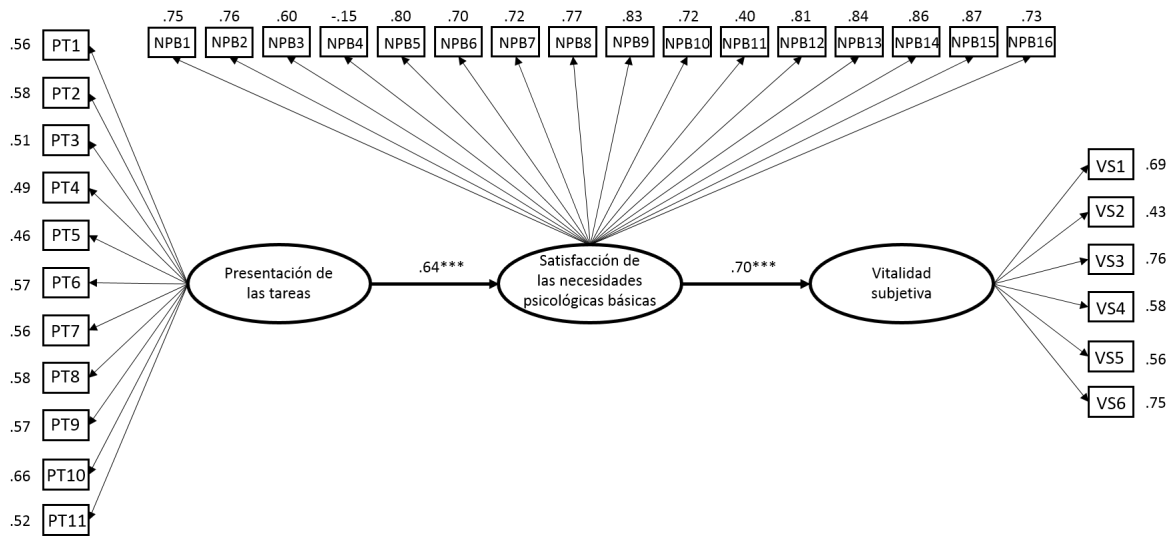 .75 .76 .60 -.15 .80 .70 .72 .77 .83 .72 .40 .81 .84 .86 .87 .73
NPB1 NPB2 NPB3 NPB4 NPB5 NPB6 NPB7 NPB8 NPB9 NPB10 NPB11 NPB12 NPB13 NPB14 NPB15 NPB16
.56 PT1
.58 PT2
.51 PT3
.49 PT4
.46 PT5
.57 PT6
.56 PT7
.58 PT8
.57 PT9
.66 PT10
.52 PT11
Presentación de
las tareas
.64***
Satisfacción de
las necesidades
psicológicas básicas
.70***
Vitalidad
subjetiva
VS1 .69
VS2 .43
VS3 .76
VS4 .58
VS5 .56
VS6 .75